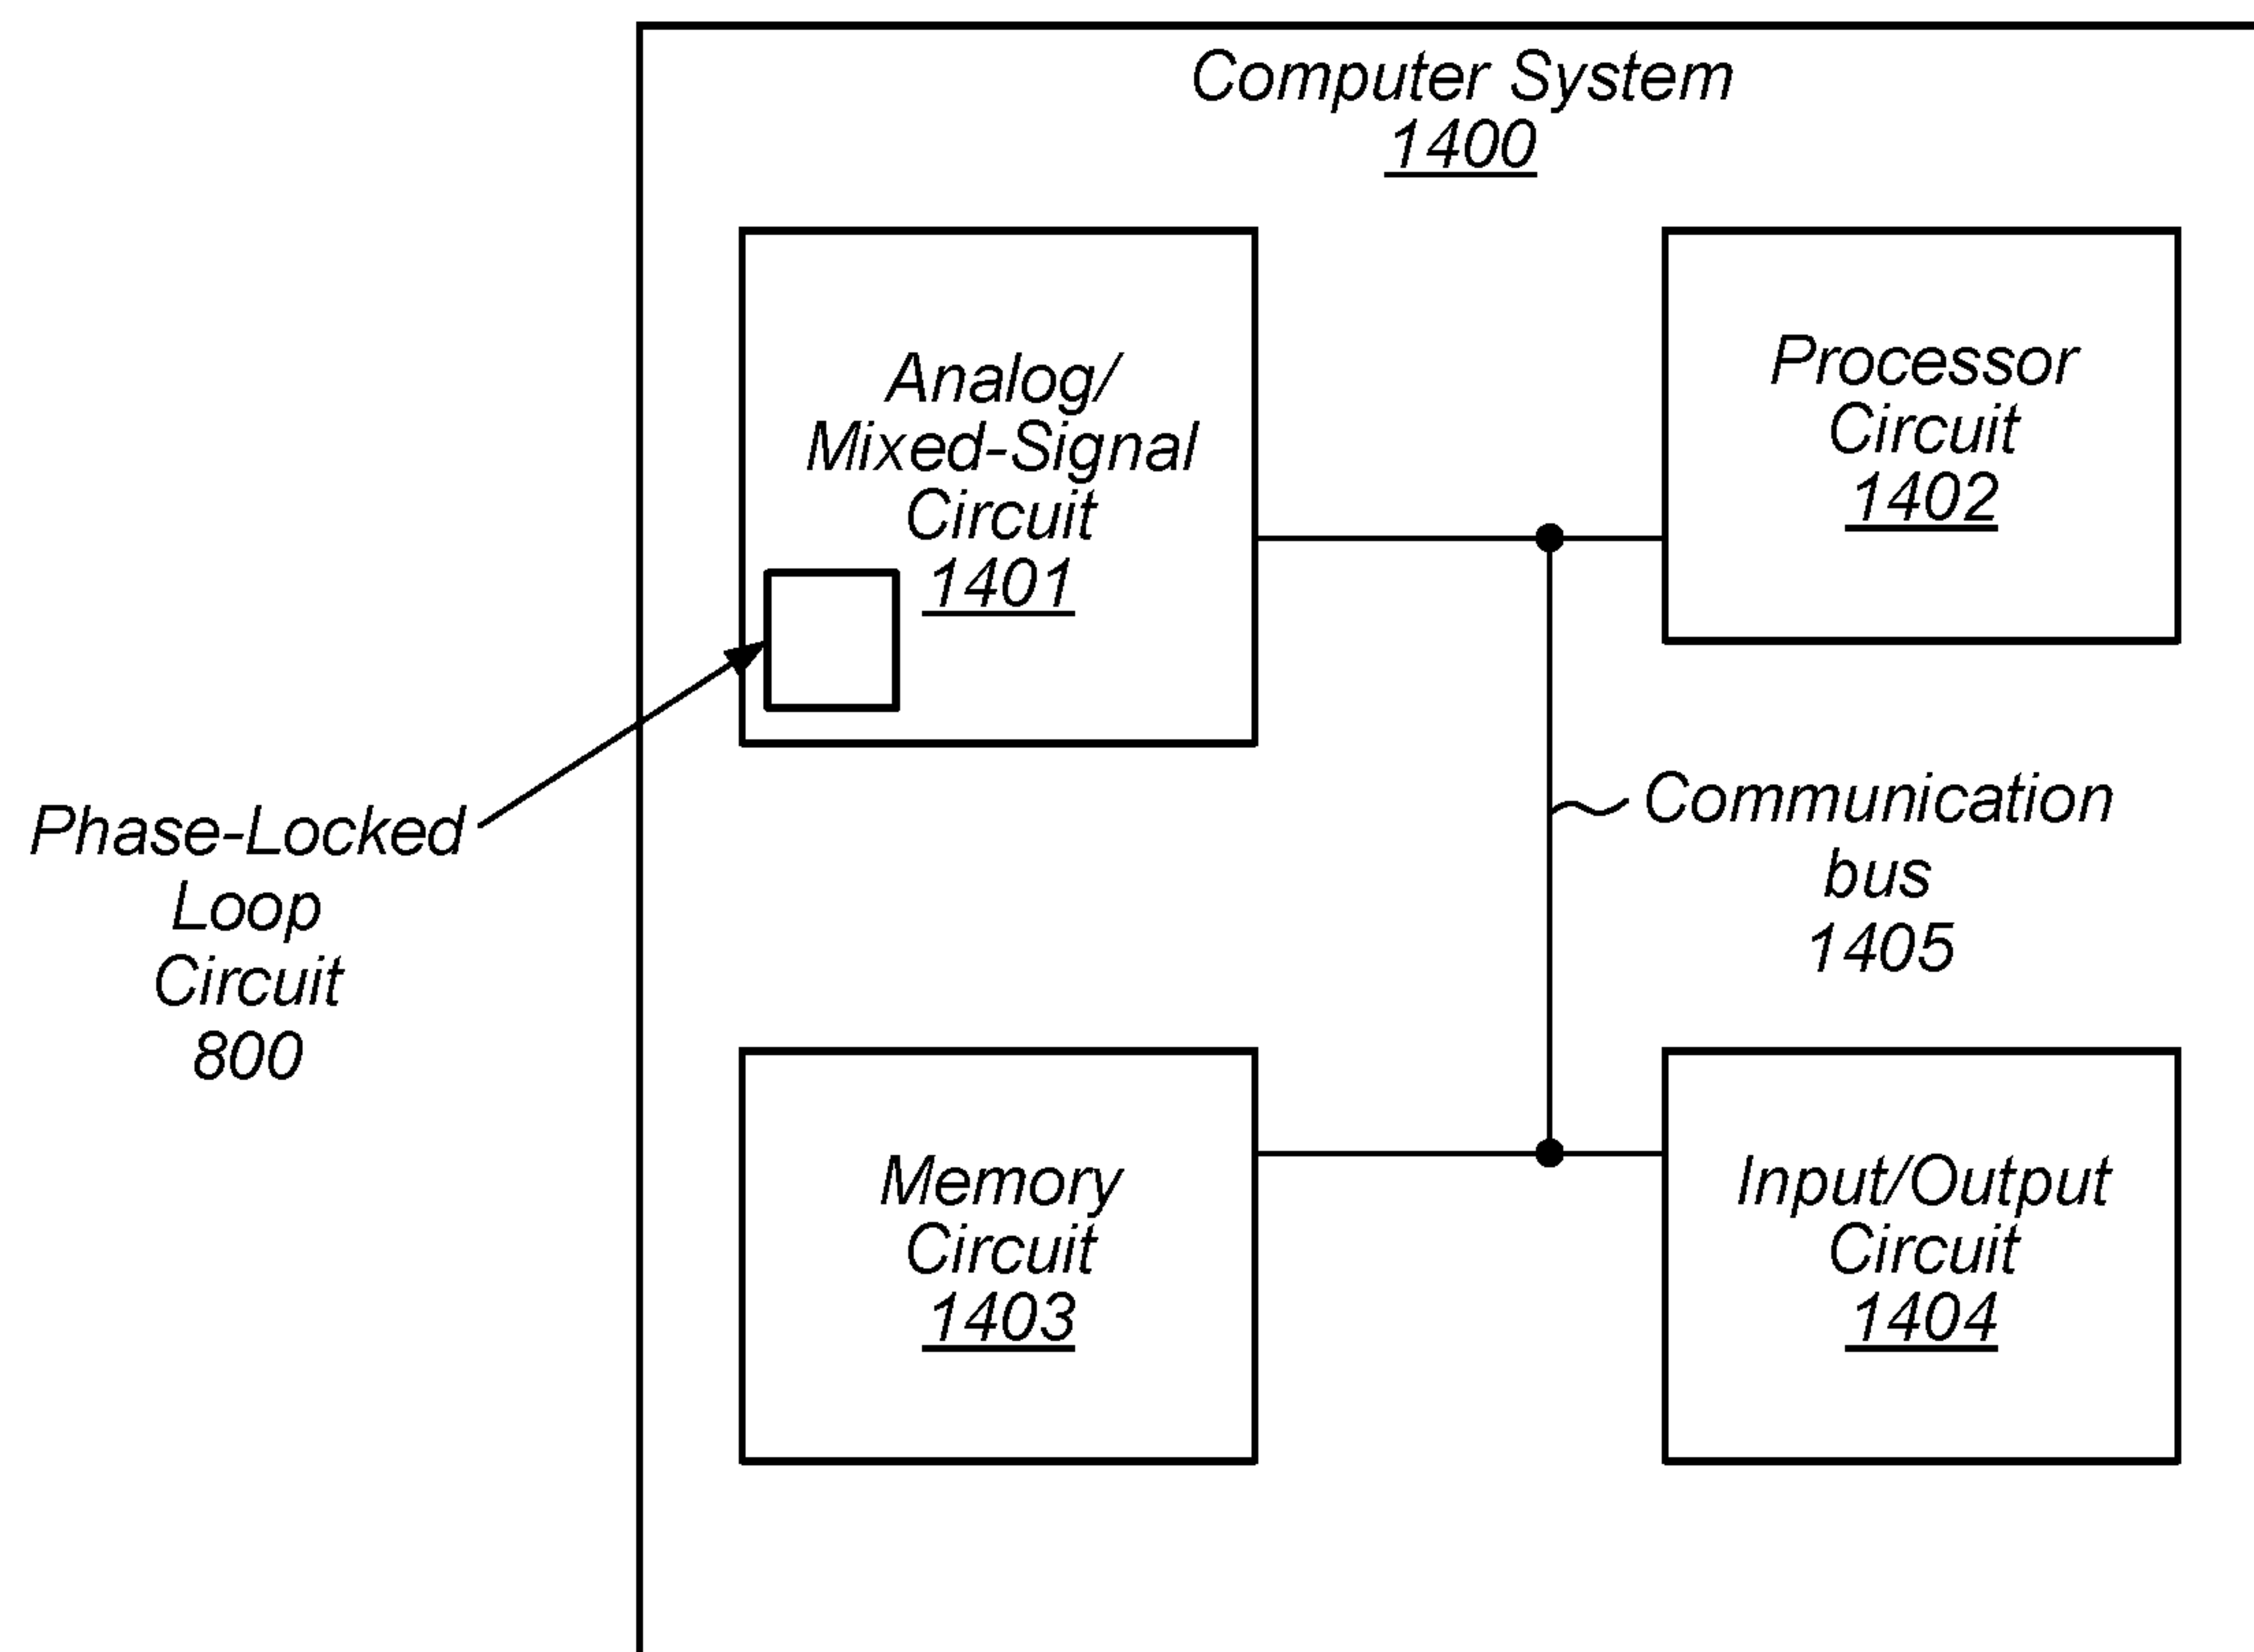 Computer System
1400
Analog/
Mixed-Signal
Circuit
1401
Processor
Circuit
1402
Phase-Locked
Loop
Circuit
800
Communication
bus
1405
Memory
Circuit
1403
Input/Output
Circuit
1404